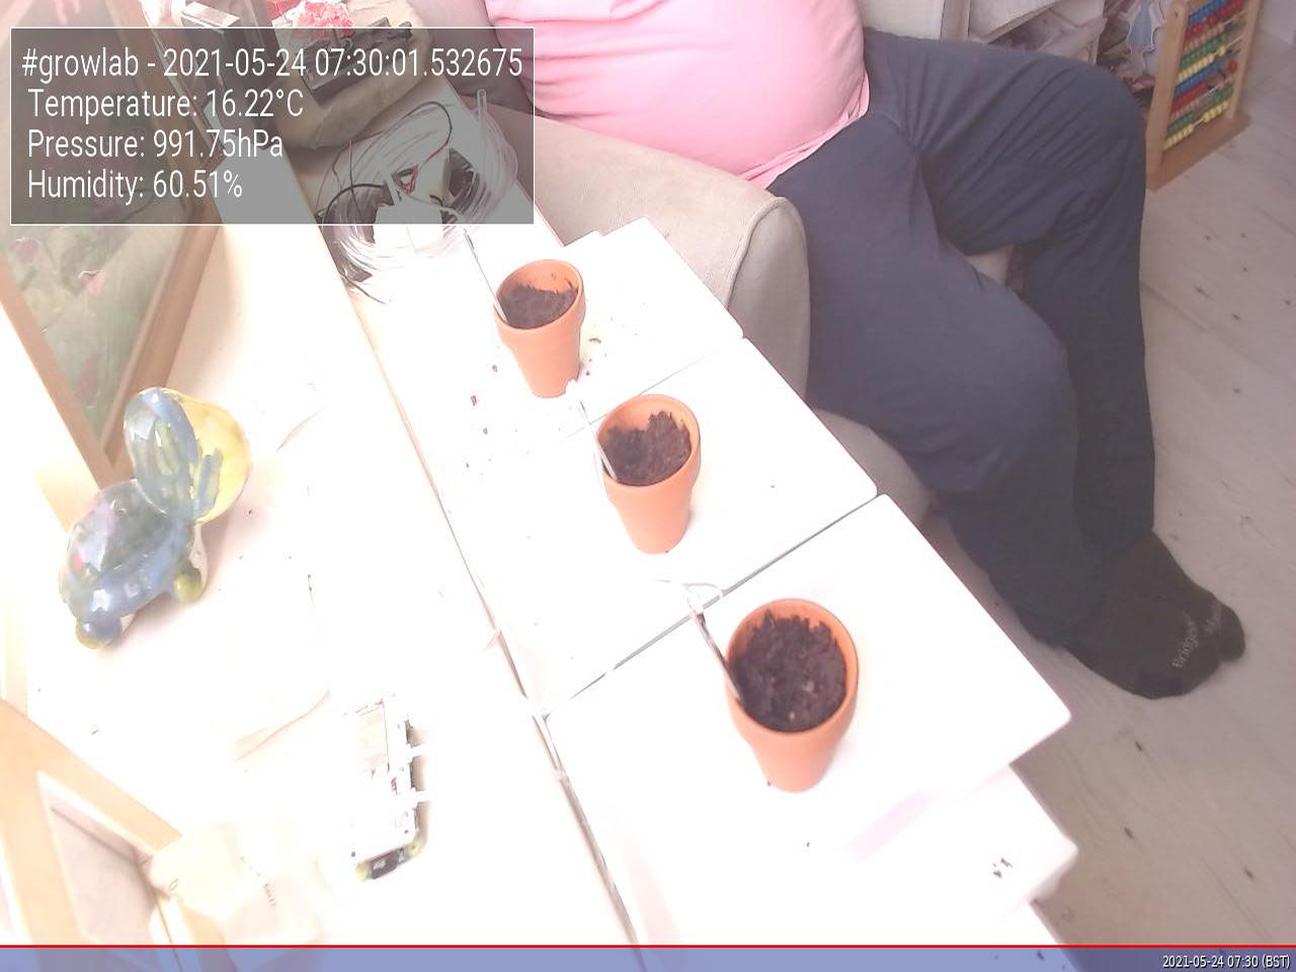 #growlab - 2021-05-24 07:30:01.532675
Temperature: 16.22°C
Pressure: 991.75hPa
Humidity: 60.51%
2021-05-24 07:30 (BST)